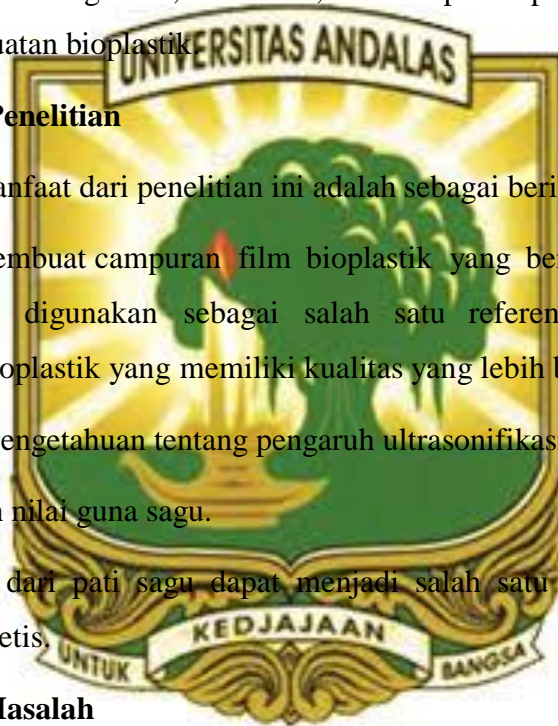 uatan bioplastik.
UNIVERSITAS ANDALAS
Penelitian
anfaat dari penelitian ini adalah sebagai beri
embuat campuran film bioplastik yang be
digunakan sebagai salah satu referen
oplastik yang memiliki kualitas yang lebih b
engetahuan tentang pengaruh ultrasonifikas
n nilai guna sagu.
dari pati sagu dapat menjadi salah satu
KEDJAJAAN
etis.
UNTUK BANGSA
Masalah